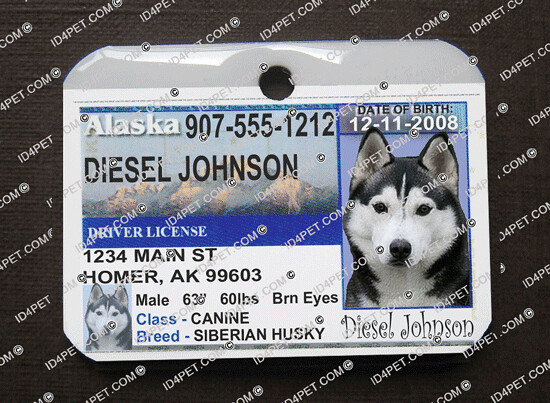 Alaska 907-555-1212
DATE OF BIRTH:
12-11-2008
DIESEL JOHNSON
DRIVER LICENSE
1234 MAIN ST
HOMER, AK 99603
Male 60lbs Brn Eyes
Class - CANINE
Breed - SIBERIAN HUSKY
Diesel Johnson
ID4PET.COM©